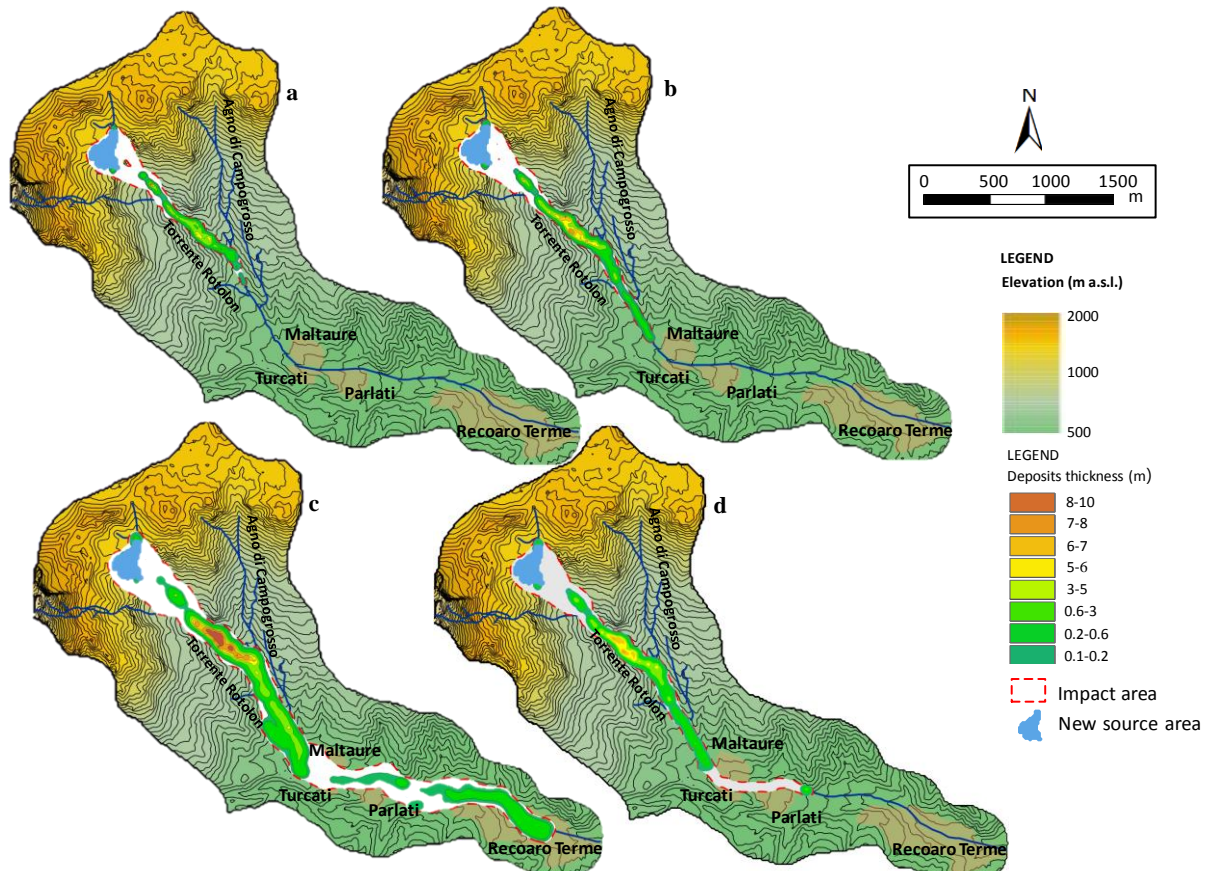 a
Agno di Campogrosso
Torrente Rotolon
Maltaure
Turcati
Parlati
Recoaro Terme
b
Agno di Campogrosso
Torrente Rotolon
Maltaure
Turcati
Parlati
Recoaro Terme
N
0 500 1000 1500
m
LEGEND
Elevation (m a.s.l.)
2000
1000
500
LEGEND
Deposits thickness (m)
8-10
7-8
6-7
5-6
3-5
0.6-3
0.2-0.6
0.1-0.2
Impact area
New source area
c
Agno di Campogrosso
Torrente Rotolon
Maltaure
Turcati
Parlati
Recoaro Terme
d
Agno di Campogrosso
Torrente Rotolon
Maltaure
Turcati
Parlati
Recoaro Terme